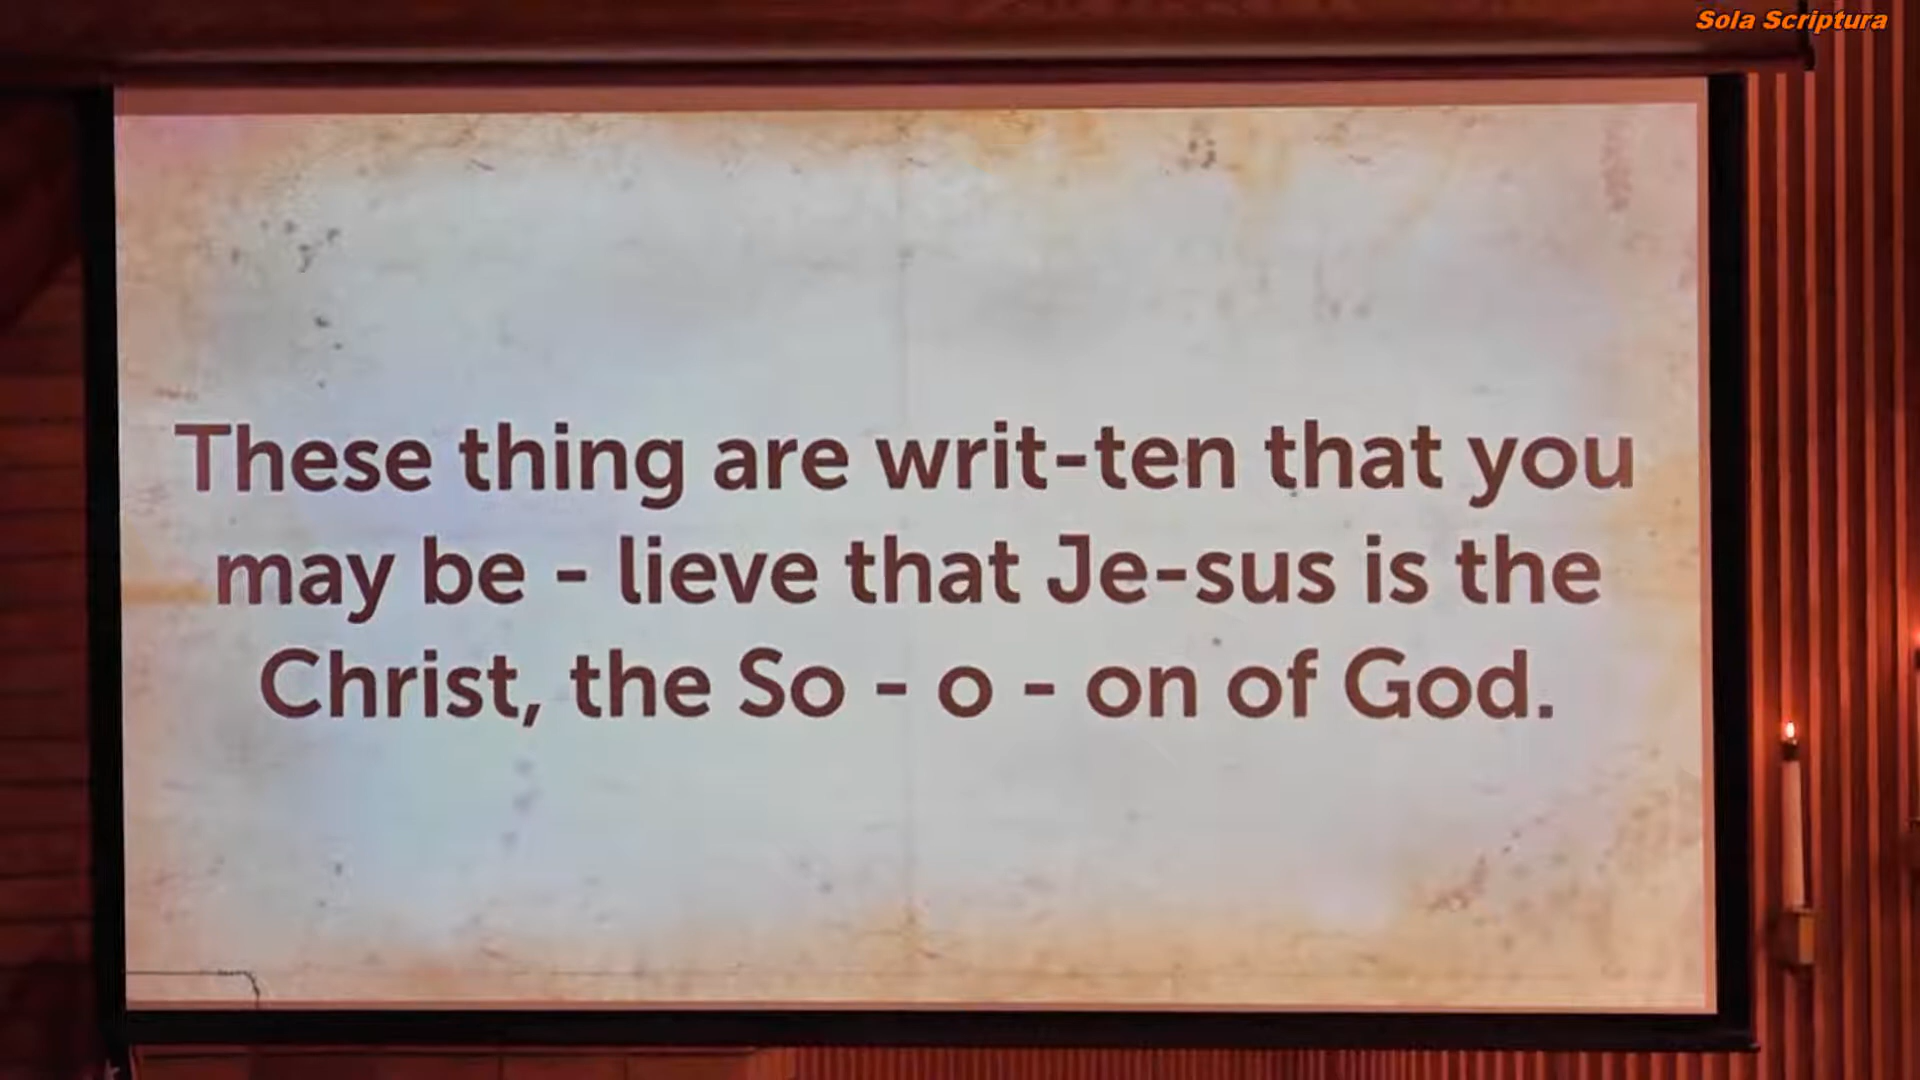 Sola Scriptura
These thing are writ-ten that you
may be - lieve that Je-sus is the
Christ, the So - o - on of God.